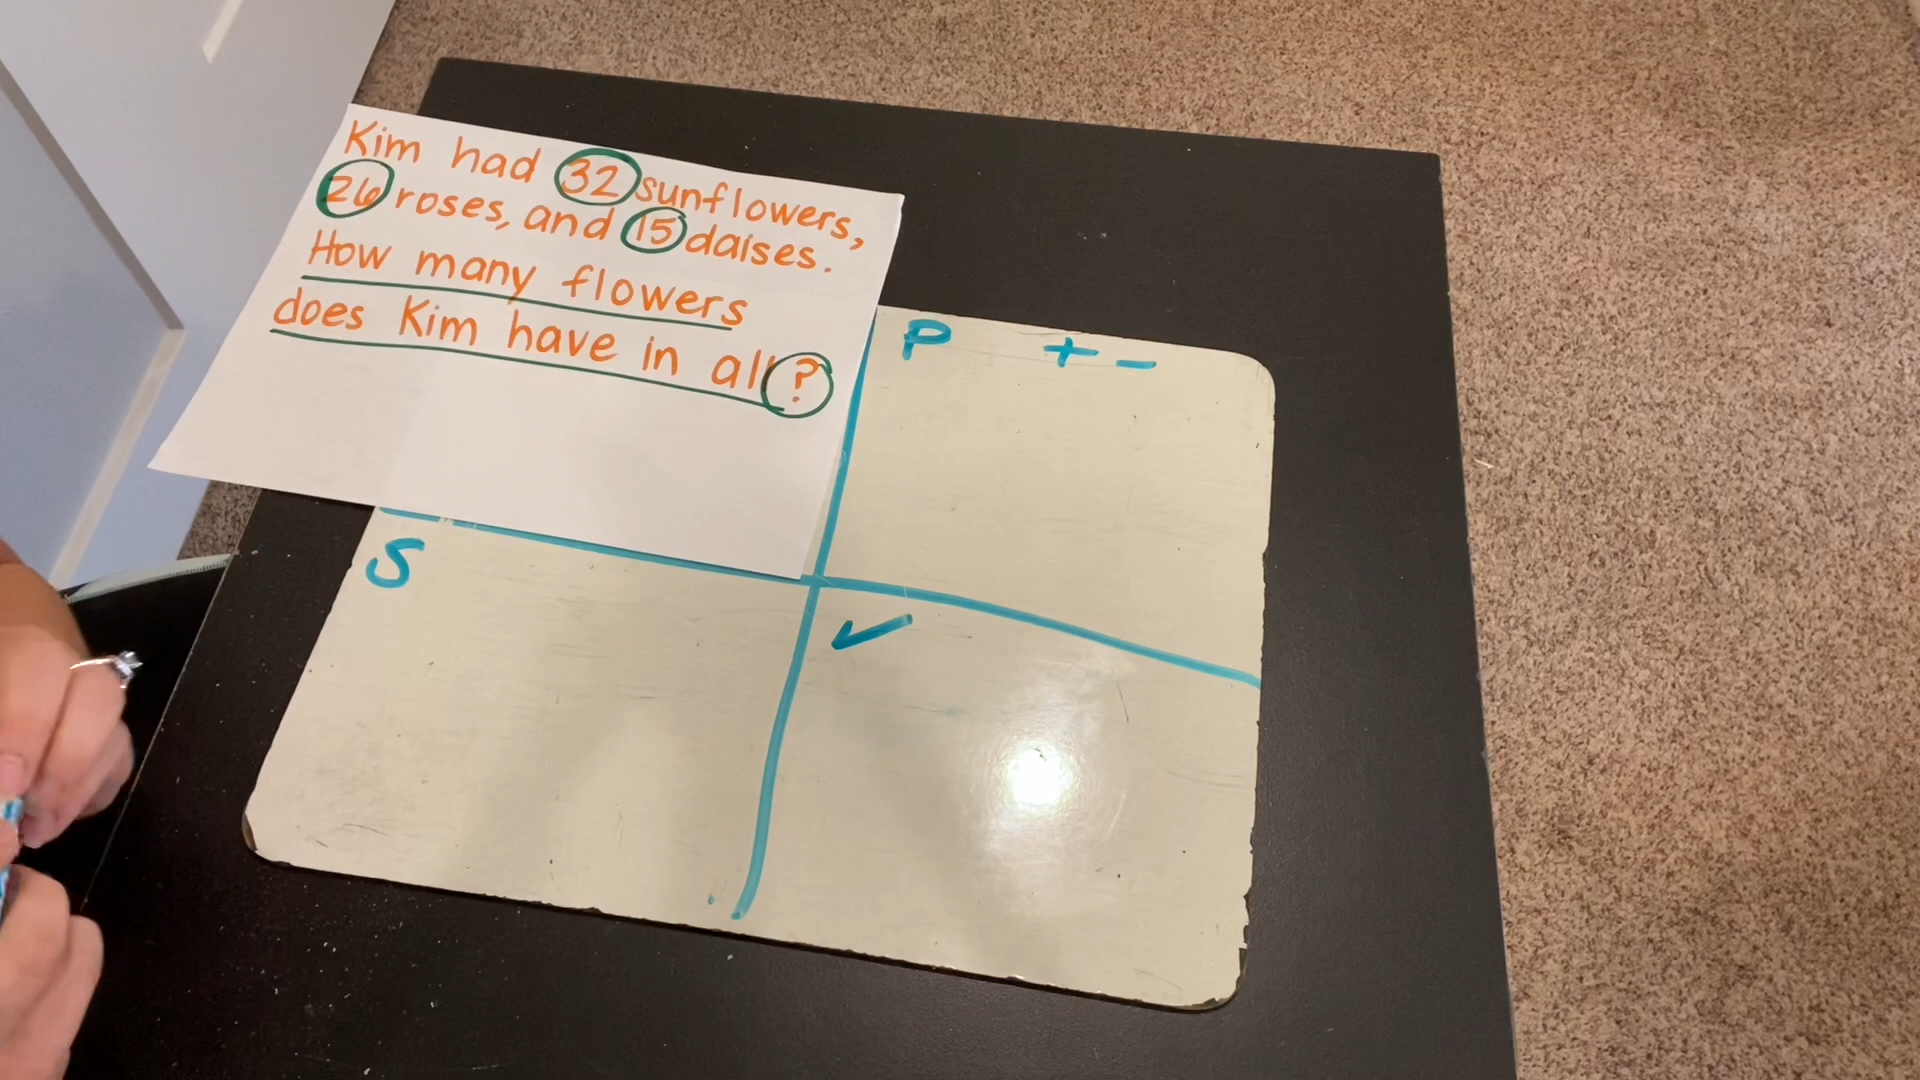 Kim had 32 sunflowers,
26 roses, and 15 daises.
How many flowers
does Kim have in all?
P + -
S
✓